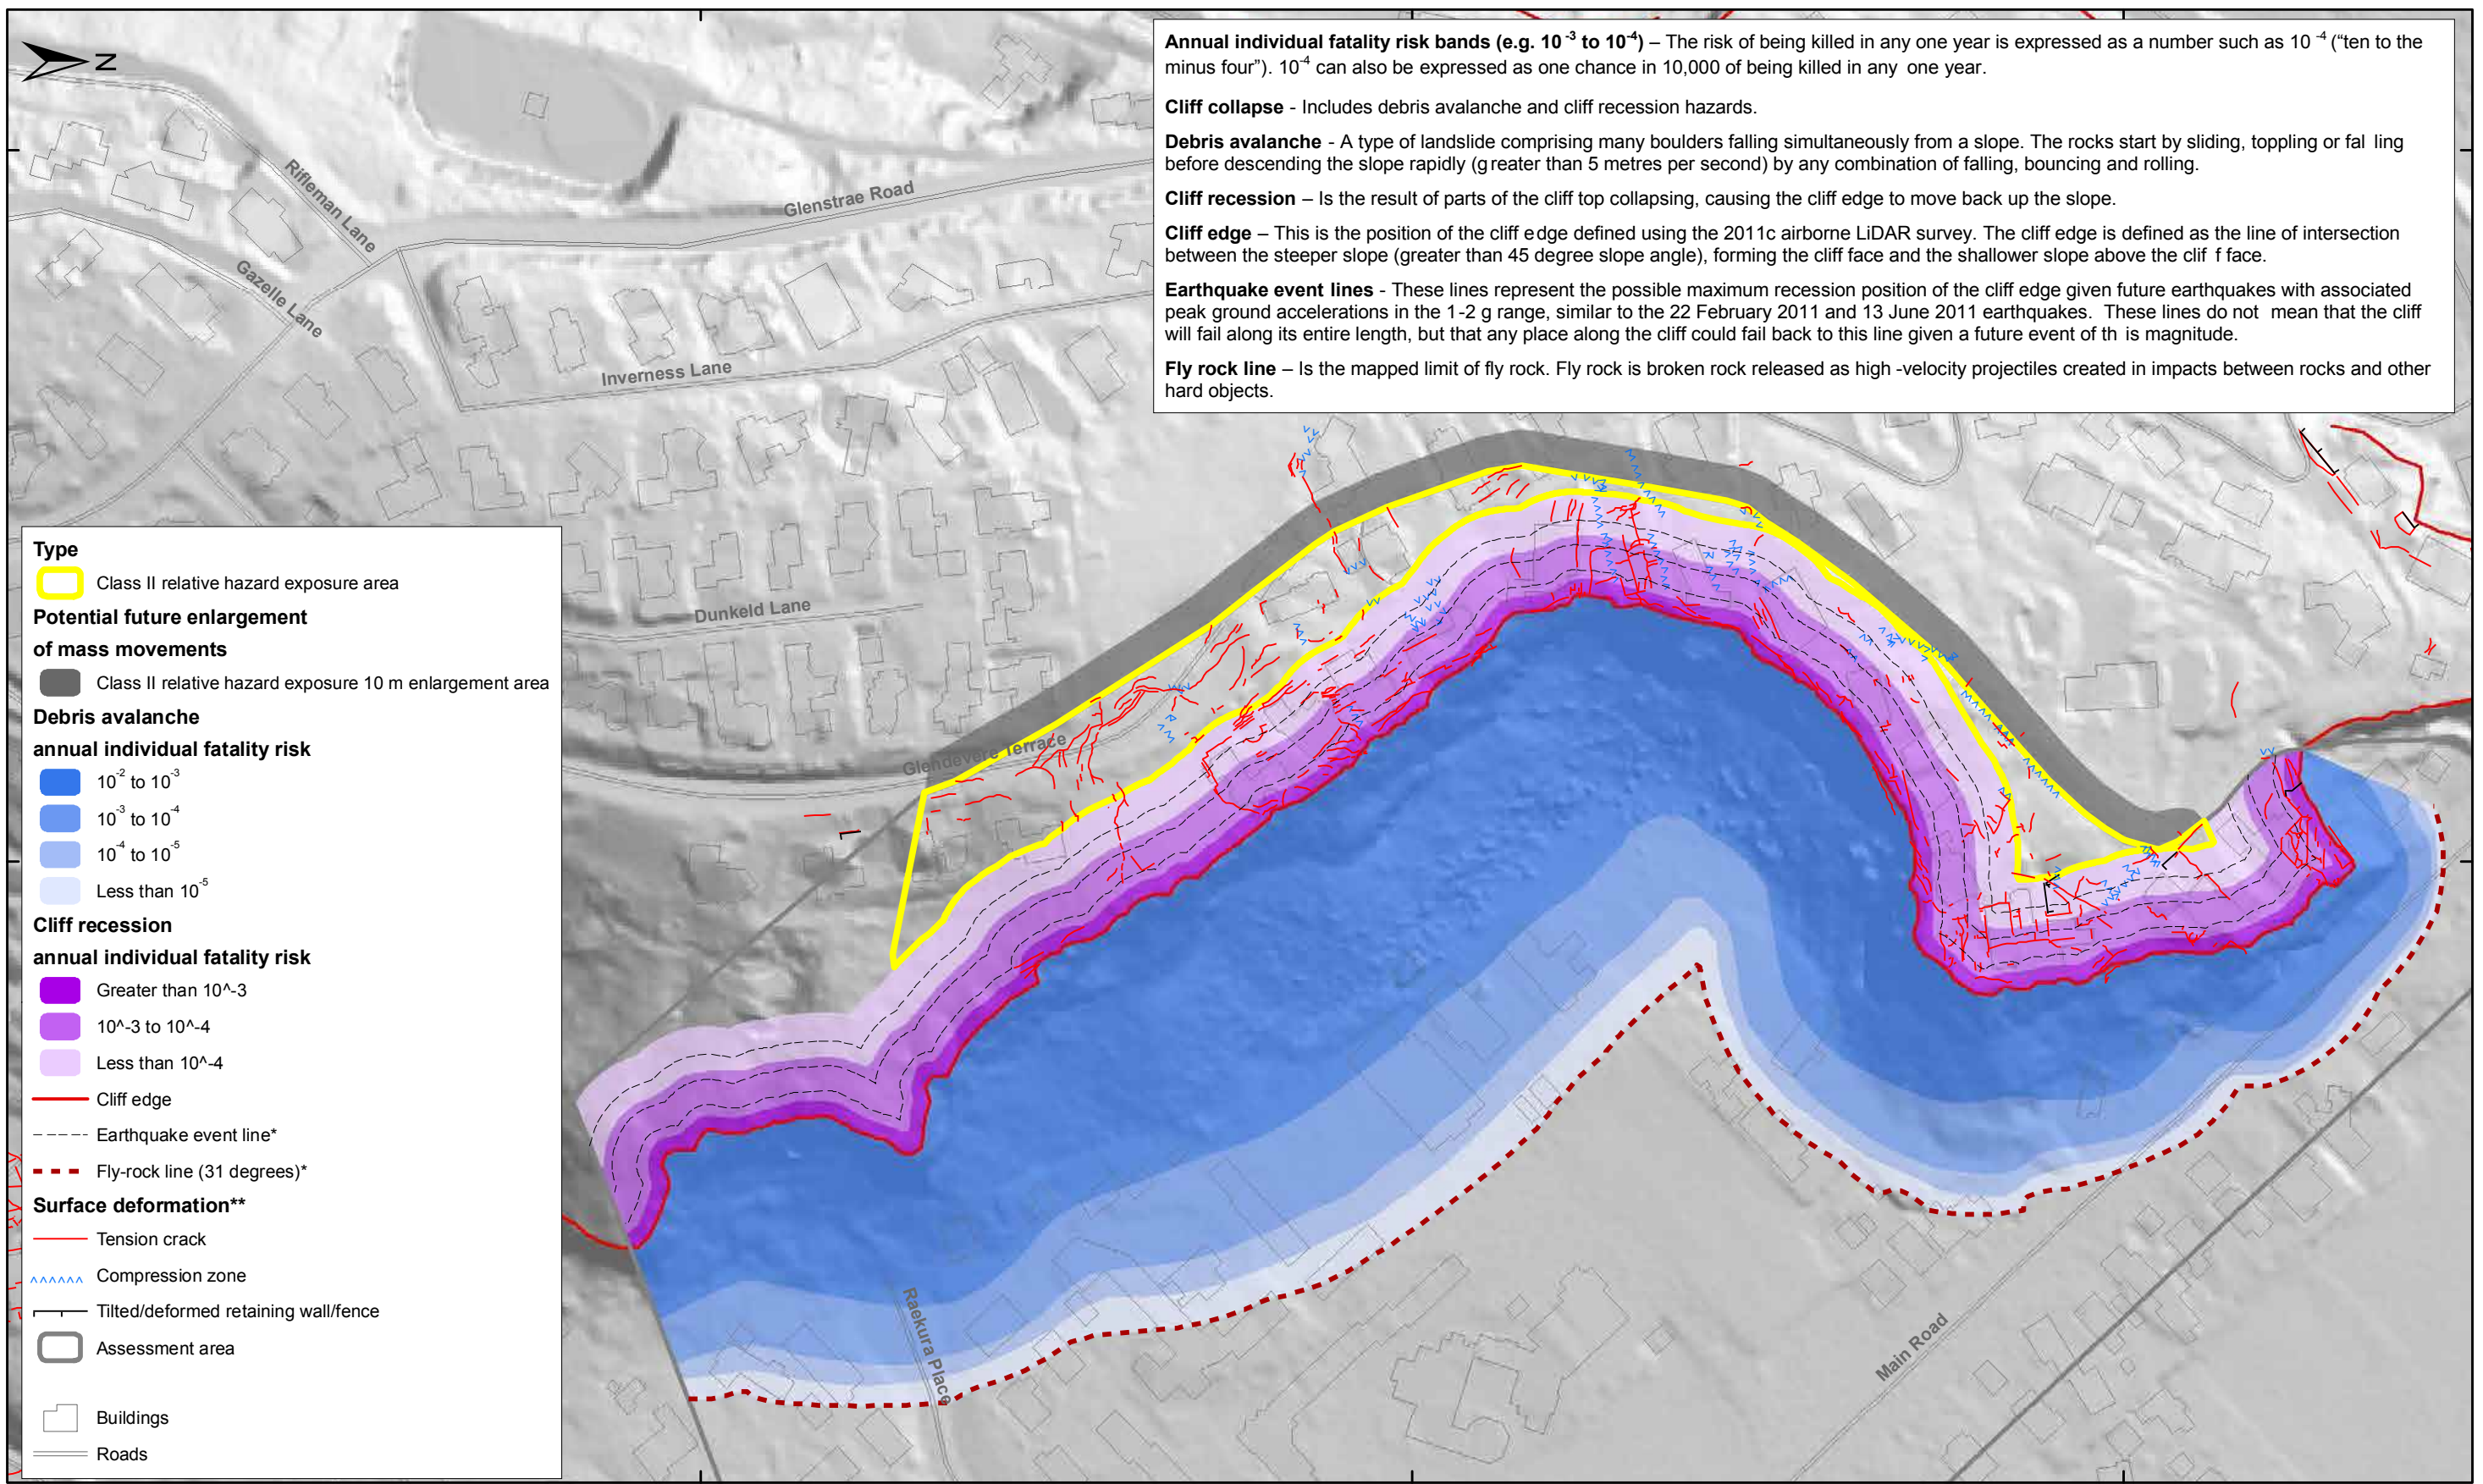 N
Annual individual fatality risk bands (e.g. 10 -3 to 10-4) – The risk of being killed in any one year is expressed as a number such as 10 -4 (“ten to the
minus four”). 10-4 can also be expressed as one chance in 10,000 of being killed in any one year.
Cliff collapse - Includes debris avalanche and cliff recession hazards.
Debris avalanche - A type of landslide comprising many boulders falling simultaneously from a slope. The rocks start by sliding, toppling or fal ling
before descending the slope rapidly (greater than 5 metres per second) by any combination of falling, bouncing and rolling.
Cliff recession – Is the result of parts of the cliff top collapsing, causing the cliff edge to move back up the slope.
Cliff edge – This is the position of the cliff edge defined using the 2011c airborne LiDAR survey. The cliff edge is defined as the line of intersection
between the steeper slope (greater than 45 degree slope angle), forming the cliff face and the shallower slope above the clif f face.
Earthquake event lines - These lines represent the possible maximum recession position of the cliff edge given future earthquakes with associated
peak ground accelerations in the 1-2 g range, similar to the 22 February 2011 and 13 June 2011 earthquakes. These lines do not mean that the cliff
will fail along its entire length, but that any place along the cliff could fail back to this line given a future event of th is magnitude.
Fly rock line – Is the mapped limit of fly rock. Fly rock is broken rock released as high -velocity projectiles created in impacts between rocks and other
hard objects.
Rifleman Lane
Glenstrae Road
Gazelle Lane
Inverness Lane
Dunkeld Lane
Glendevere Terrace
Raekura Place
Main Road
Type
Class II relative hazard exposure area
Potential future enlargement
of mass movements
Class II relative hazard exposure 10 m enlargement area
Debris avalanche
annual individual fatality risk
10-2 to 10-3
10-3 to 10-4
10-4 to 10-5
Less than 10-5
Cliff recession
annual individual fatality risk
Greater than 10^-3
10^-3 to 10^-4
Less than 10^-4
Cliff edge
Earthquake event line*
Fly-rock line (31 degrees)*
Surface deformation**
Tension crack
Compression zone
Tilted/deformed retaining wall/fence
Assessment area
Buildings
Roads